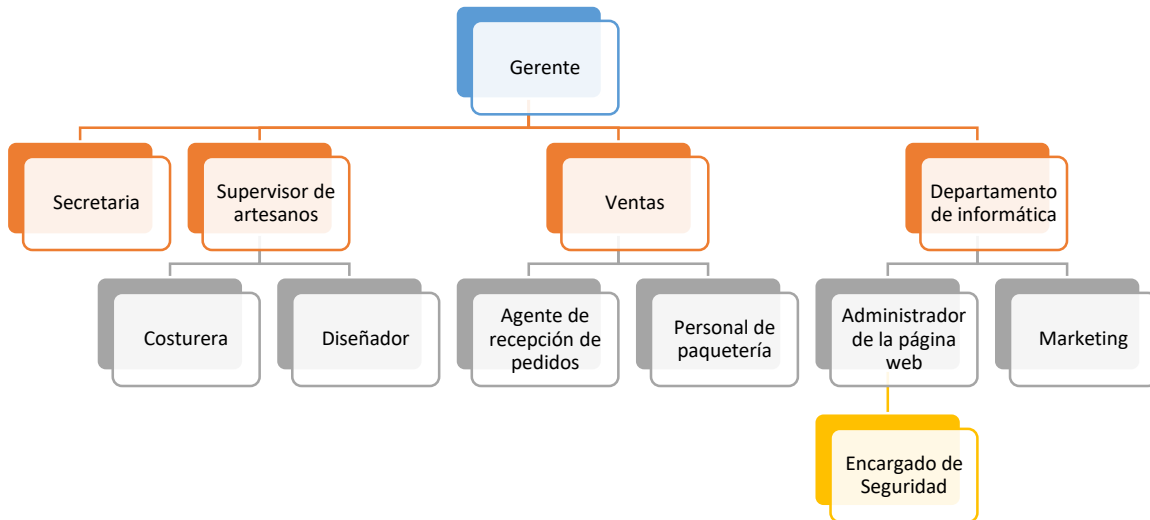 Gerente
Secretaria
Supervisor de
artesanos
Ventas
Departamento
de informática
Costurera
Diseñador
Agente de
recepción de
pedidos
Personal de
paquetería
Administrador
de la página
web
Marketing
Encargado de
Seguridad